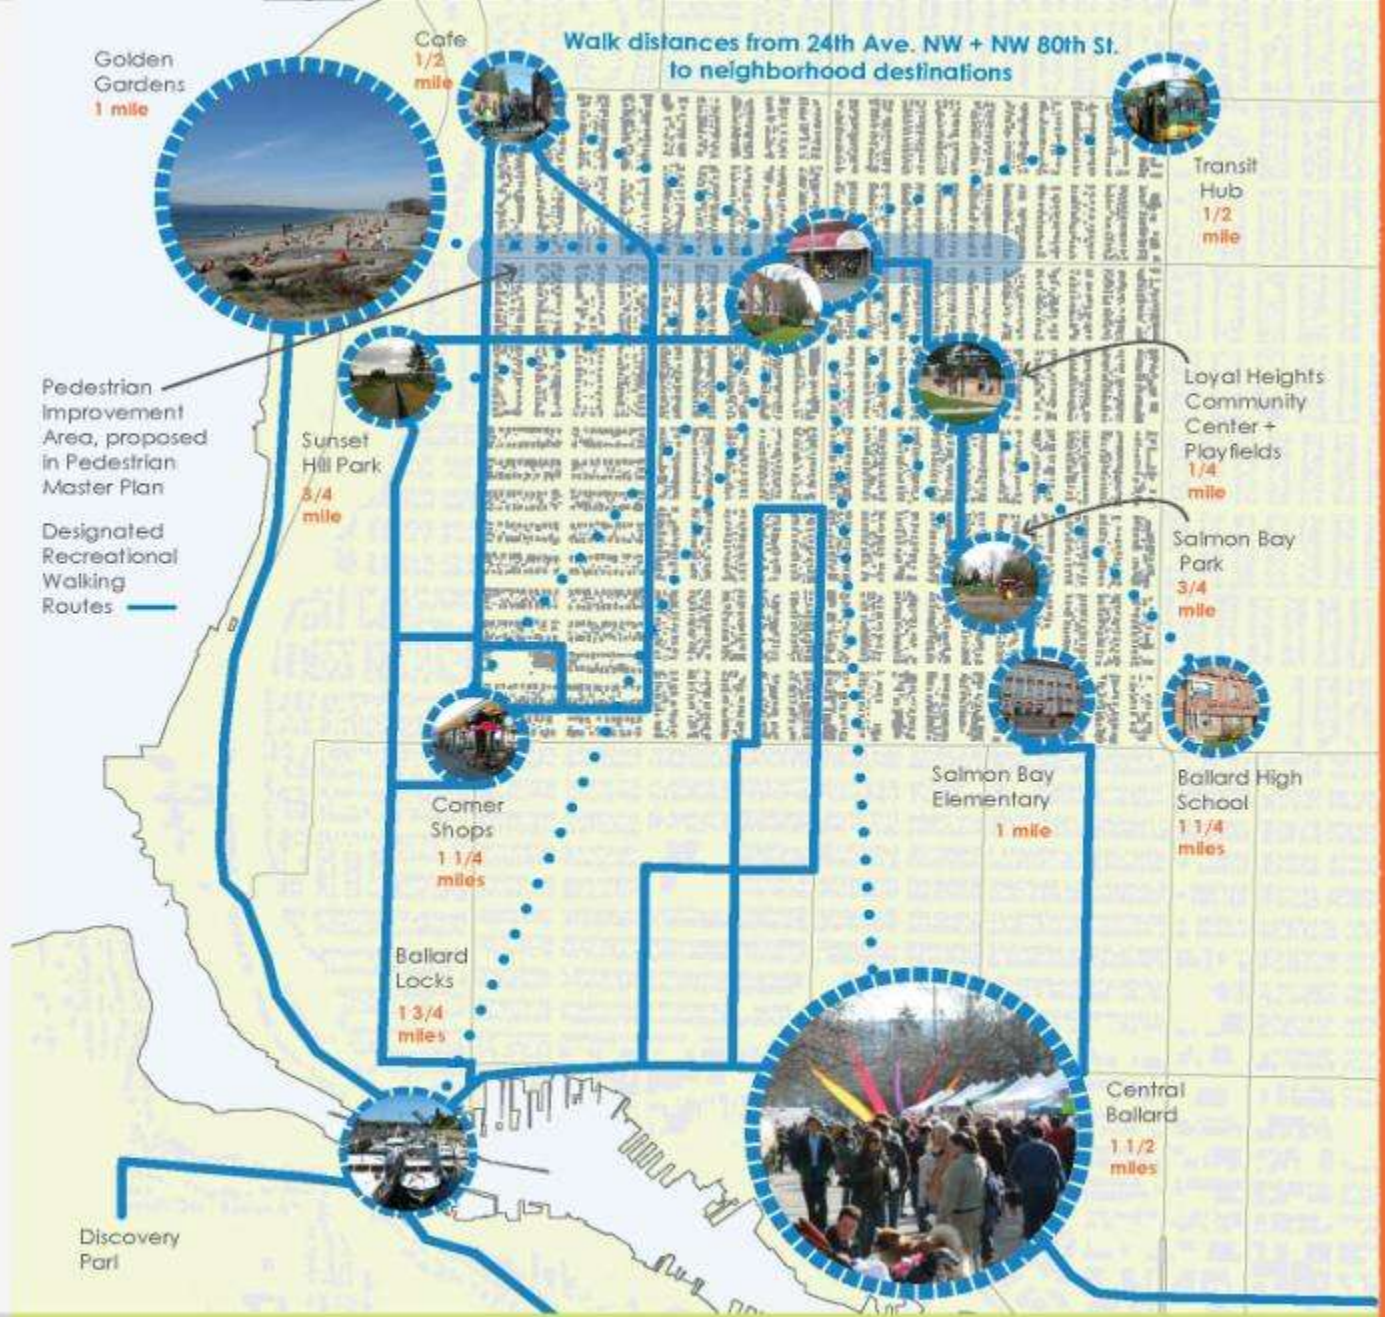 Walk distances from 24th Ave. NW + NW 80th St.
to neighborhood destinations
Golden
Gardens
1 mile
Cafe
1/2
mile
Transit
Hub
1/2
mile
Pedestrian
Improvement
Area, proposed
in Pedestrian
Master Plan
Designated
Recreational
Walking
Routes
Sunset
Hill Park
3/4
mile
Loyal Heights
Community
Center +
Playfields
1/4
mile
Salmon Bay
Park
3/4
mile
Corner
Shops
1 1/4
miles
Salmon Bay
Elementary
1 mile
Ballard High
School
1 1/4
miles
Ballard
Locks
1 3/4
miles
Central
Ballard
1 1/2
miles
Discovery
Parl